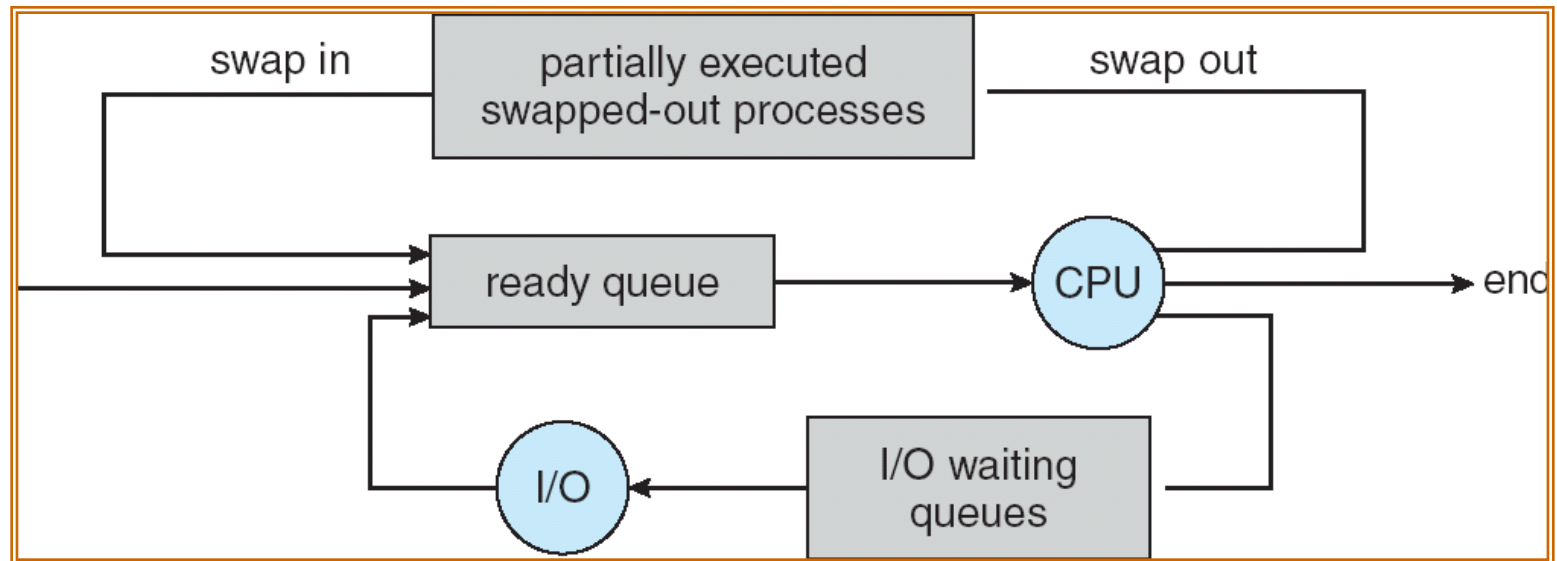 swap in
partially executed
swapped-out processes
swap out
ready queue
CPU
end
I/O
I/O waiting
queues